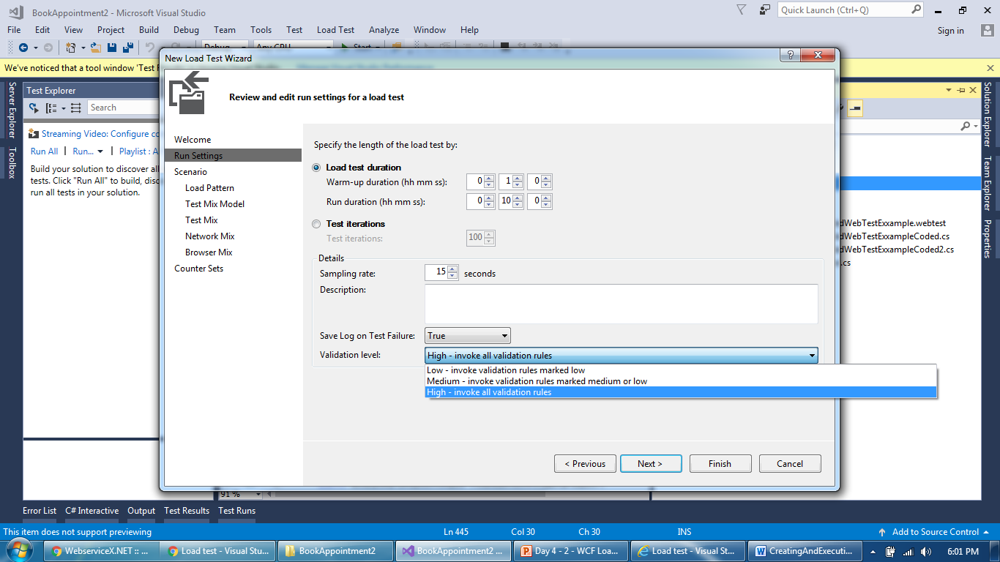 BookAppointment2 - Microsoft Visual Studio
Quick Launch (Ctrl+Q)
File Edit View Project Build Debug Team Tools Test Load Test Analyze Window Help
Sign in
New Load Test Wizard
We've noticed that a tool window 'Test
Server Explorer
Toolbox
Test Explorer
Search
Streaming Video: Configure co
Run All | Run... | Playlist : A
Build your solution to discover all
tests. Click "Run All" to build, disc
run all tests in your solution.
Review and edit run settings for a load test
Welcome
Run Settings
Scenario
Load Pattern
Test Mix Model
Test Mix
Network Mix
Browser Mix
Counter Sets
Specify the length of the load test by:
Load test duration
Warm-up duration (hh mm ss): 0 1 0
Run duration (hh mm ss): 0 10 0
Test iterations
Test iterations: 100
Details
Sampling rate: 15 seconds
Description:
Save Log on Test Failure: True
Validation level: High - invoke all validation rules
Low - invoke validation rules marked low
Medium - invoke validation rules marked medium or low
High - invoke all validation rules
< Previous Next > Finish Cancel
dWebTestExxample.webtest
dWebTestExxampleCoded.cs
dWebTestExxampleCoded2.cs
.cs
Solution Explorer
Team Explorer
Properties
91 %
Error List C# Interactive Output Test Results Test Runs
This item does not support previewing Ln 445 Col 30 Ch 30 INS Add to Source Control
WebserviceX.NET :: ... Load test - Visual Stu... BookAppointment2 BookAppointment2 ... Day 4 - 2 - WCF Loa... Load test - Visual St... CreatingAndExecuti... 6:01 PM